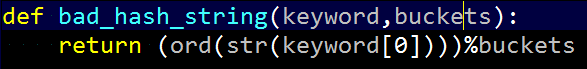 def bad_hash_string(keyword,buckets):
    return (ord(str(keyword[0])))%buckets